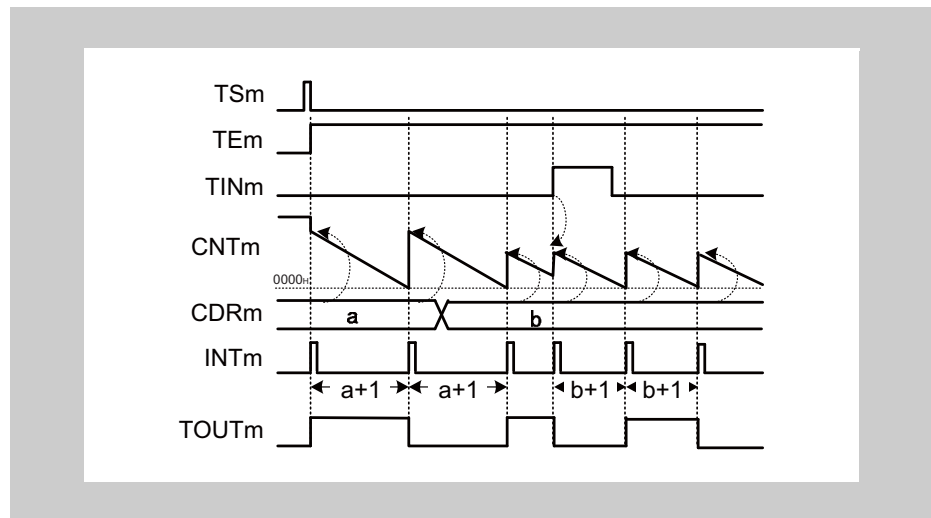 TSm
TEm
TINm
CNTm
0000H
CDRm
a
b
INTm
a+1
a+1
b+1
b+1
TOUTm